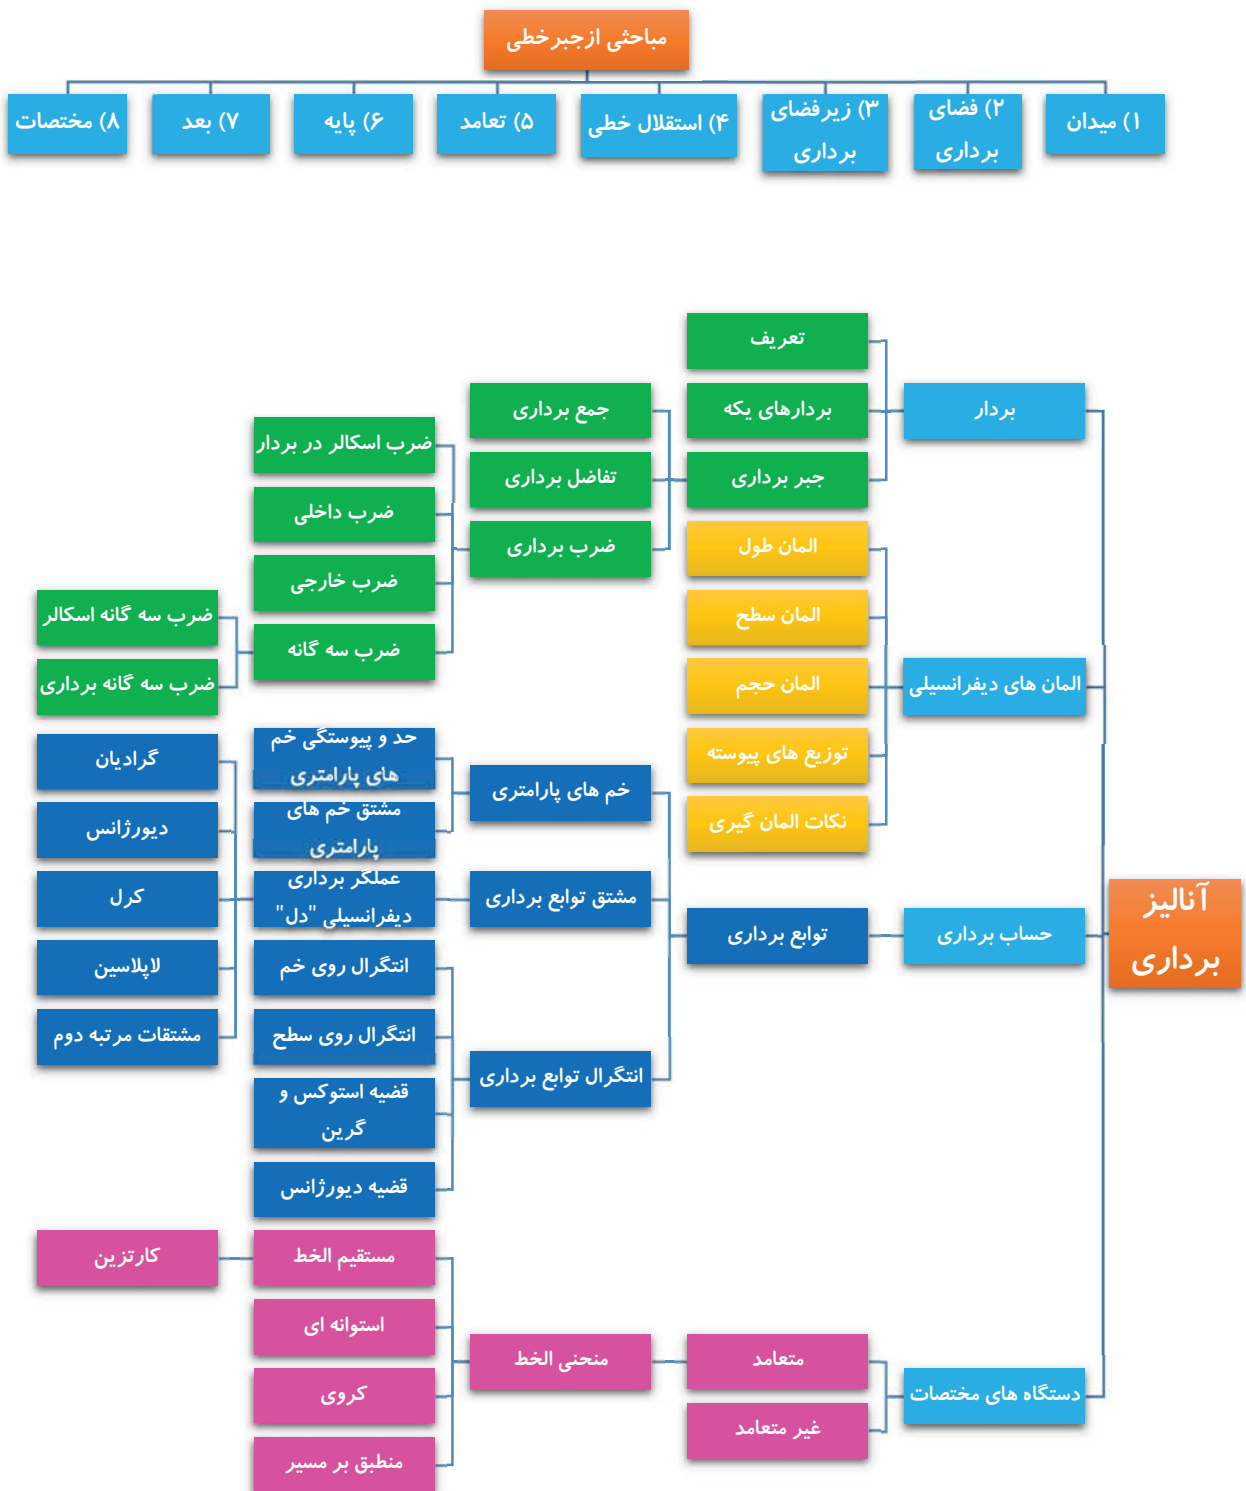 مباحثی ازجبرخطی
۱) میدان
۲) فضای
برداری
۳) زیرفضای
برداری
۴) استقلال خطی
۵) تعامد
۶) پایه
۷) بعد
۸) مختصات
آنالیز
برداری
بردار
تعریف
بردارهای یکه
جبر برداری
جمع برداری
تفاضل برداری
ضرب برداری
ضرب اسکالر در بردار
ضرب داخلی
ضرب خارجی
ضرب سه گانه
ضرب سه گانه اسکالر
ضرب سه گانه برداری
المان های دیفرانسیلی
المان طول
المان سطح
المان حجم
توزیع های پیوسته
نکات المان گیری
حساب برداری
توابع برداری
خم های پارامتری
حد و پیوستگی خم
های پارامتری
مشتق خم های
پارامتری
مشتق توابع برداری
عملگر برداری
دیفرانسیلی "دل"
گرادیان
دیورژانس
کرل
لاپلاسین
مشتقات مرتبه دوم
انتگرال توابع برداری
انتگرال روی خم
انتگرال روی سطح
قضیه استوکس و
گرین
قضیه دیورژانس
دستگاه های مختصات
متعامد
غیر متعامد
منحنی الخط
مستقیم الخط
کارتزین
استوانه ای
کروی
منطبق بر مسیر